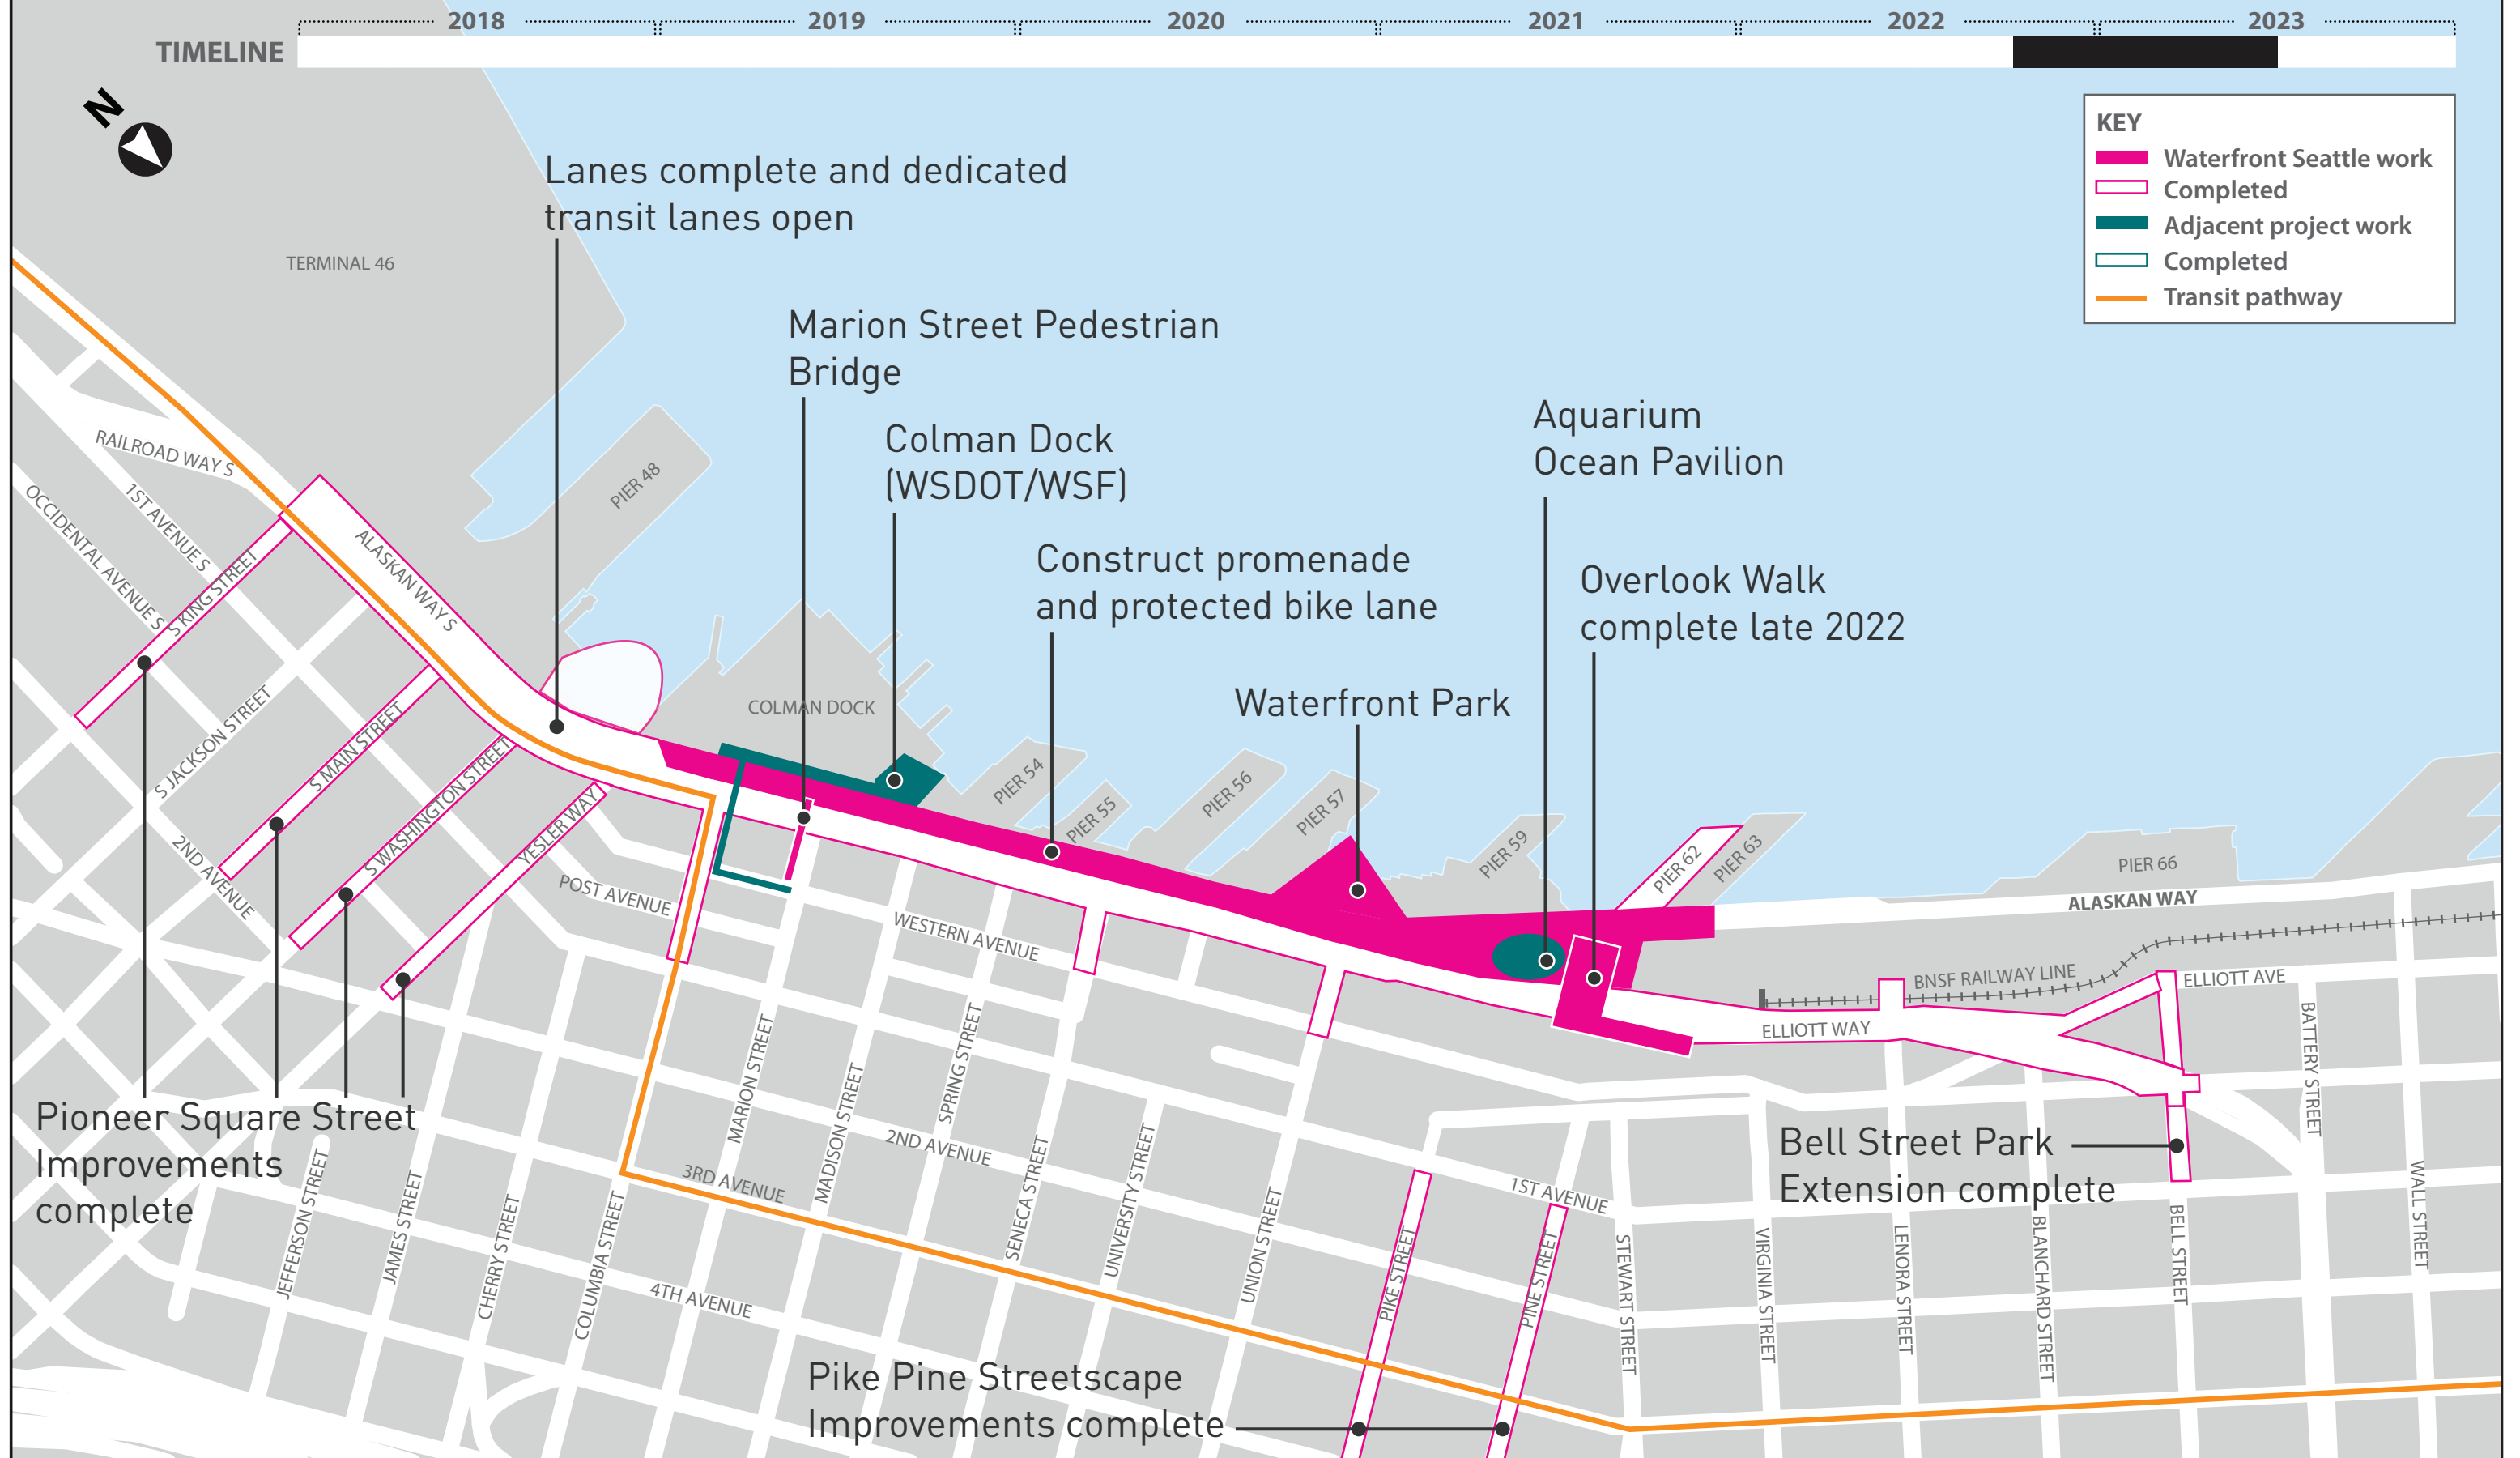 2018
2019
2020
2021
2022
2023
TIMELINE
N
KEY
Waterfront Seattle work
Completed
Adjacent project work
Completed
Transit pathway
Lanes complete and dedicated
transit lanes open
TERMINAL 46
Marion Street Pedestrian
Bridge
Colman Dock
(WSDOT/WSF)
Aquarium
Ocean Pavilion
Construct promenade
and protected bike lane
Overlook Walk
complete late 2022
Waterfront Park
RAILROAD WAY S
1ST AVENUE S
OCCIDENTAL AVENUE S
S KING STREET
ALASKAN WAY S
PIER 48
S JACKSON STREET
S MAIN STREET
S WASHINGTON STREET
YESLER WAY
2ND AVENUE
COLMAN DOCK
PIER 54
PIER 55
PIER 56
PIER 57
PIER 59
PIER 62
PIER 63
PIER 66
ALASKAN WAY
POST AVENUE
WESTERN AVENUE
BNSF RAILWAY LINE
ELLIOTT AVE
ELLIOTT WAY
BATTERY STREET
Pioneer Square Street
Improvements
complete
MARION STREET
MADISON STREET
SPRING STREET
2ND AVENUE
SENECA STREET
UNIVERSITY STREET
Bell Street Park
Extension complete
3RD AVENUE
1ST AVENUE
JEFFERSON STREET
JAMES STREET
CHERRY STREET
COLUMBIA STREET
4TH AVENUE
UNION STREET
PIKE STREET
PINE STREET
STEWART STREET
VIRGINIA STREET
LENORA STREET
BLANCHARD STREET
BELL STREET
WALL STREET
Pike Pine Streetscape
Improvements complete